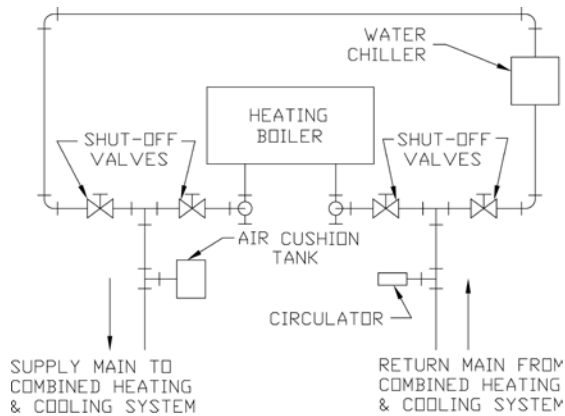 WATER
CHILLER
HEATING
BOILER
SHUT-OFF
VALVES
SHUT-OFF
VALVES
AIR CUSHION
TANK
CIRCULATOR
SUPPLY MAIN TO
COMBINED HEATING
& COOLING SYSTEM
RETURN MAIN FROM
COMBINED HEATING
& COOLING SYSTEM